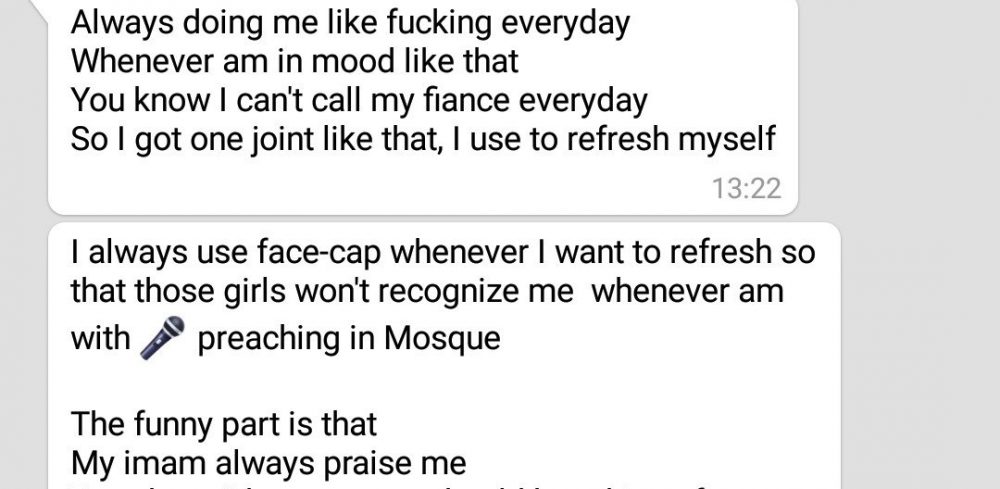 Always doing me like fucking everyday
Whenever am in mood like that
You know I can't call my fiance everyday
So I got one joint like that, I use to refresh myself
13:22
I always use face-cap whenever I want to refresh so
that those girls won't recognize me whenever am
with 🎤 preaching in Mosque
The funny part is that
My imam always praise me